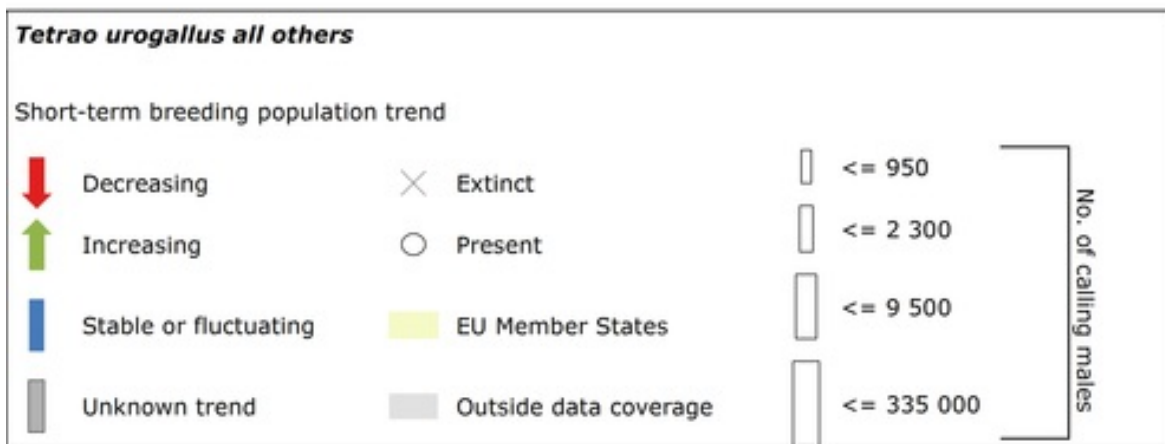 Tetrao urogallus all others
Short-term breeding population trend
Decreasing
Extinct
<= 950
Increasing
Present
<= 2 300
Stable or fluctuating
EU Member States
<= 9 500
Unknown trend
Outside data coverage
<= 335 000
No. of calling males